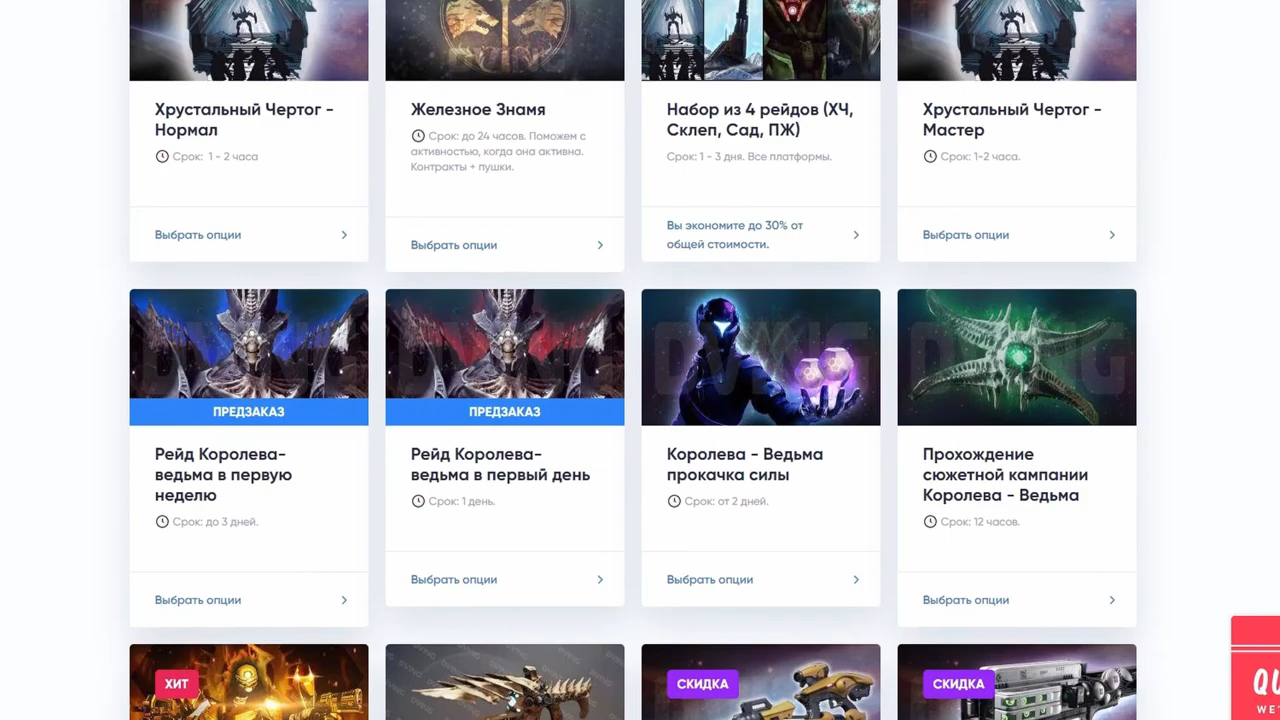 Хрустальный Чертог -
Нормал
Срок: 1 - 2 часа
Выбрать опции
Железное Знамя
Срок: до 24 часов. Поможем с
активностью, когда она активна.
Контракты + пушки.
Выбрать опции
Набор из 4 рейдов (ХЧ,
Склеп, Сад, ПЖ)
Срок: 1 - 3 дня. Все платформы.
Вы экономите до 30% от
общей стоимости.
Хрустальный Чертог -
Мастер
Срок: 1-2 часа.
Выбрать опции
ПРЕДЗАКАЗ
Рейд Королева-
ведьма в первую
неделю
Срок: до 3 дней.
Выбрать опции
ПРЕДЗАКАЗ
Рейд Королева-
ведьма в первый день
Срок: 1 день.
Выбрать опции
Королева - Ведьма
прокачка силы
Срок: от 2 дней.
Выбрать опции
Прохождение
сюжетной кампании
Королева - Ведьма
Срок: 12 часов.
Выбрать опции
ХИТ
СКИДКА
СКИДКА